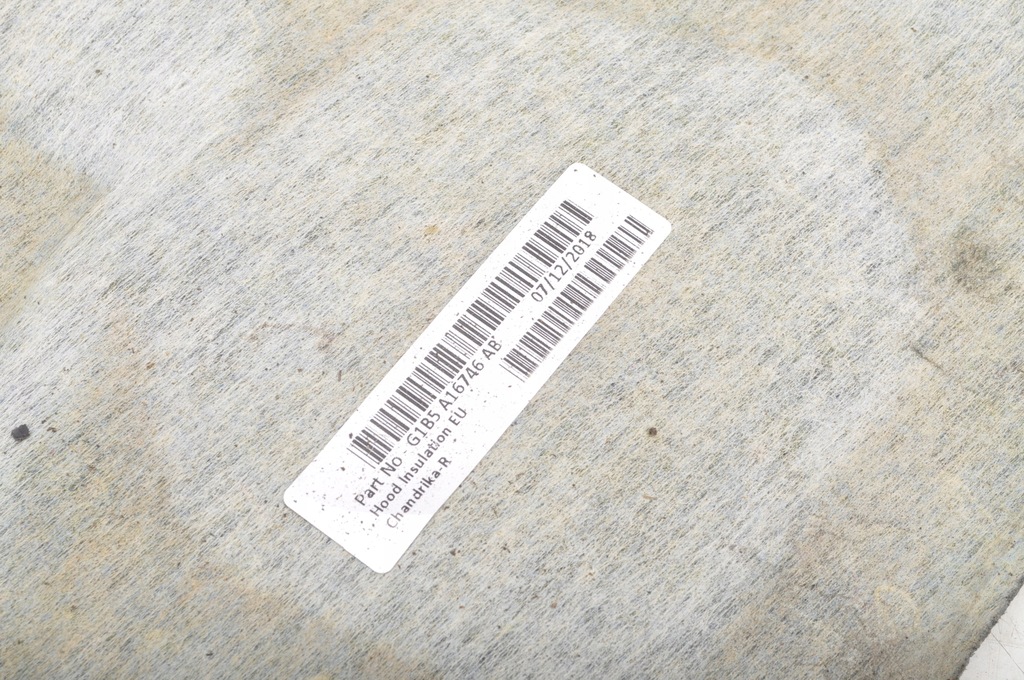 Part No - G1B5 A16746 AB
07/12/2018
Hood Insulation EU
Chandrika-R